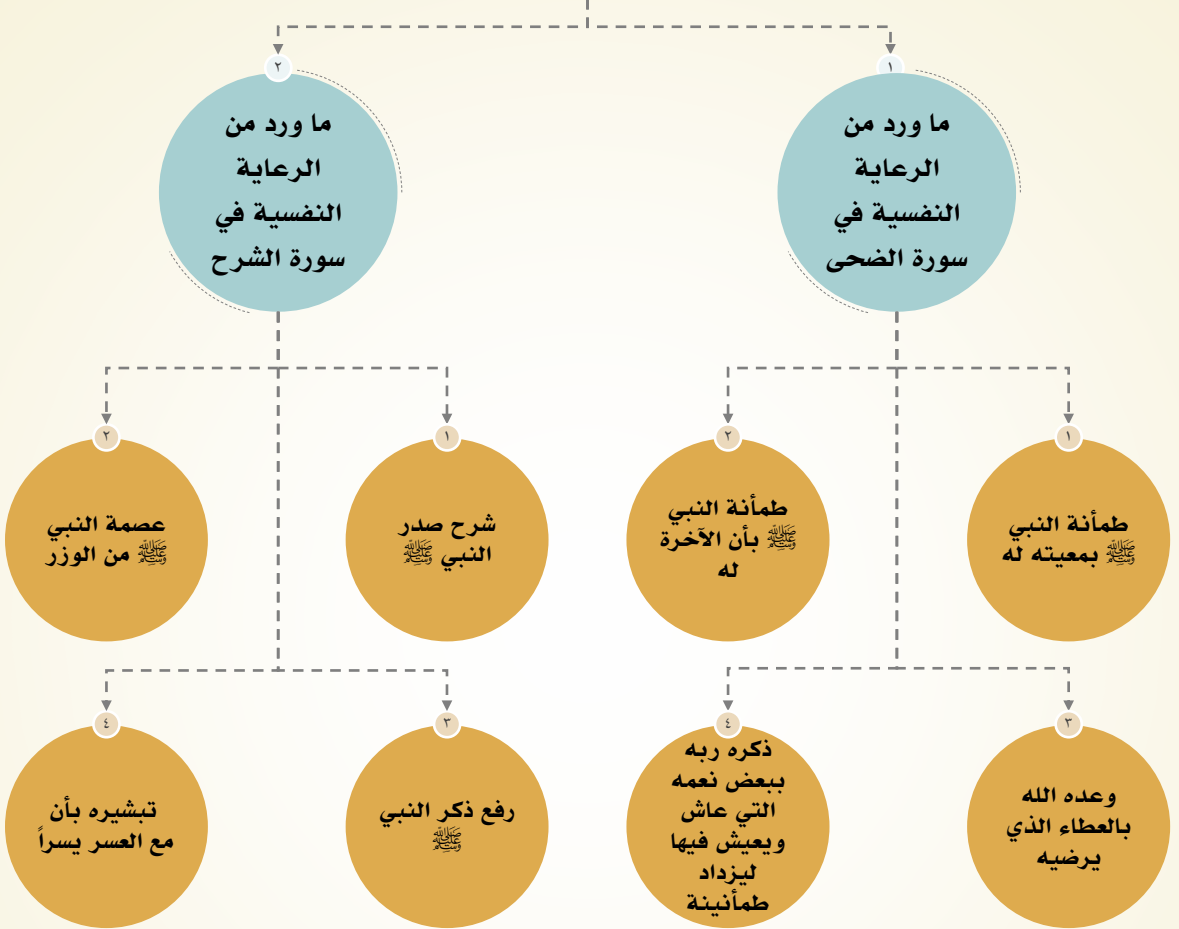 ١
ما ورد من
الرعاية
النفسية في
سورة الضحى
٢
ما ورد من
الرعاية
النفسية في
سورة الشرح
١
طمأنة النبي
ﷺ بمعيته له
٢
طمأنة النبي
ﷺ بأن الآخرة
له
٣
وعده الله
بالعطاء الذي
يرضيه
٤
ذكره ربه
ببعض نعمه
التي عاش
ويعيش فيها
ليزداد
طمأنينة
١
شرح صدر
النبي ﷺ
٢
عصمة النبي
ﷺ من الوزر
٣
رفع ذكر النبي
ﷺ
٤
تبشيره بأن
مع العسر يسراً